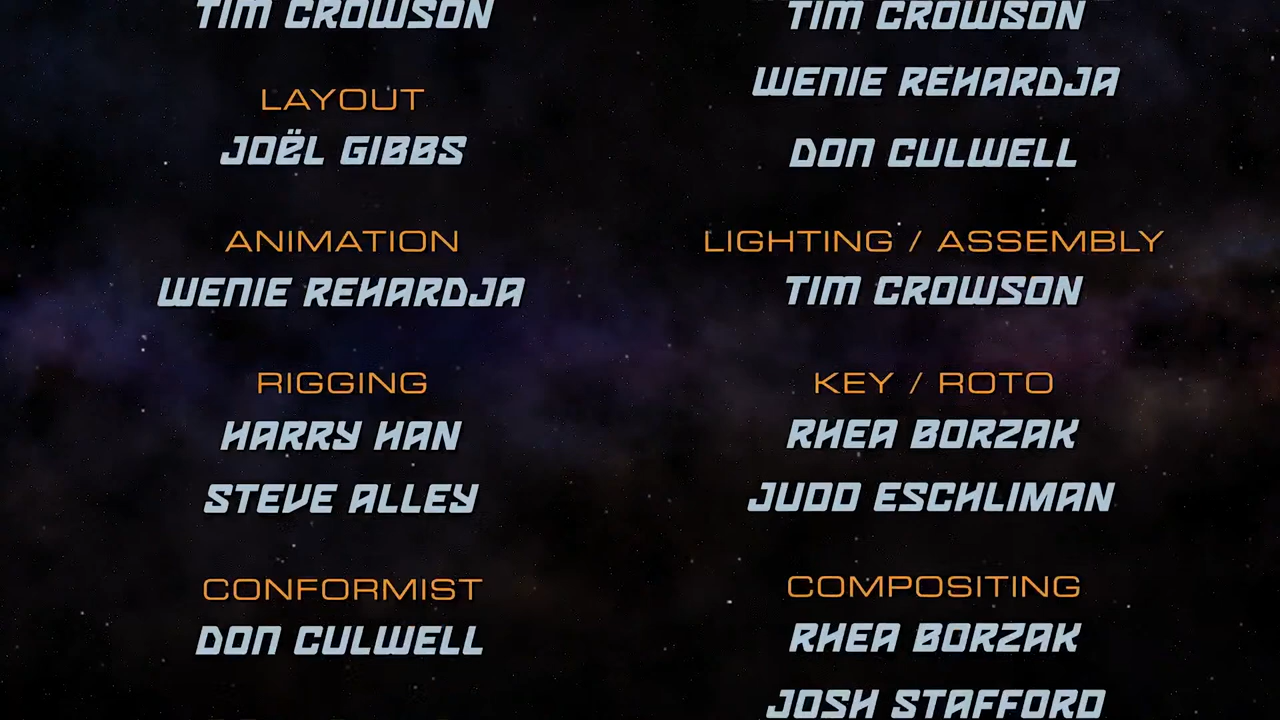 TIM CROWSON
LAYOUT
JOËL GIBBS
ANIMATION
WENIE REHARDJA
RIGGING
HARRY HAN
STEVE ALLEY
CONFORMIST
DON CULWELL
TIM CROWSON
WENIE REHARDJA
DON CULWELL
LIGHTING / ASSEMBLY
TIM CROWSON
KEY / ROTO
RHEA BORZAK
JUDD ESCHLIMAN
COMPOSITING
RHEA BORZAK
JOSH STAFFORD